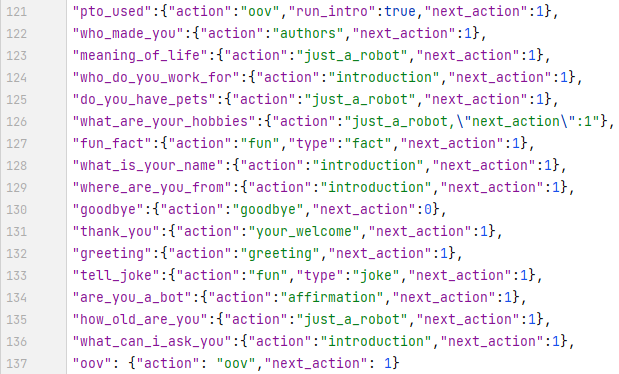 121 "pto_used":{"action":"oov","run_intro":true,"next_action":1},
122 "who_made_you":{"action":"authors","next_action":1},
123 "meaning_of_life":{"action":"just_a_robot","next_action":1},
124 "who_do_you_work_for":{"action":"introduction","next_action":1},
125 "do_you_have_pets":{"action":"just_a_robot","next_action":1},
126 "what_are_your_hobbies":{"action":"just_a_robot,\"next_action\":1"},
127 "fun_fact":{"action":"fun","type":"fact","next_action":1},
128 "what_is_your_name":{"action":"introduction","next_action":1},
129 "where_are_you_from":{"action":"introduction","next_action":1},
130 "goodbye":{"action":"goodbye","next_action":0},
131 "thank_you":{"action":"your_welcome","next_action":1},
132 "greeting":{"action":"greeting","next_action":1},
133 "tell_joke":{"action":"fun","type":"joke","next_action":1},
134 "are_you_a_bot":{"action":"affirmation","next_action":1},
135 "how_old_are_you":{"action":"just_a_robot","next_action":1},
136 "what_can_i_ask_you":{"action":"introduction","next_action":1},
137 "oov": {"action": "oov","next_action": 1}